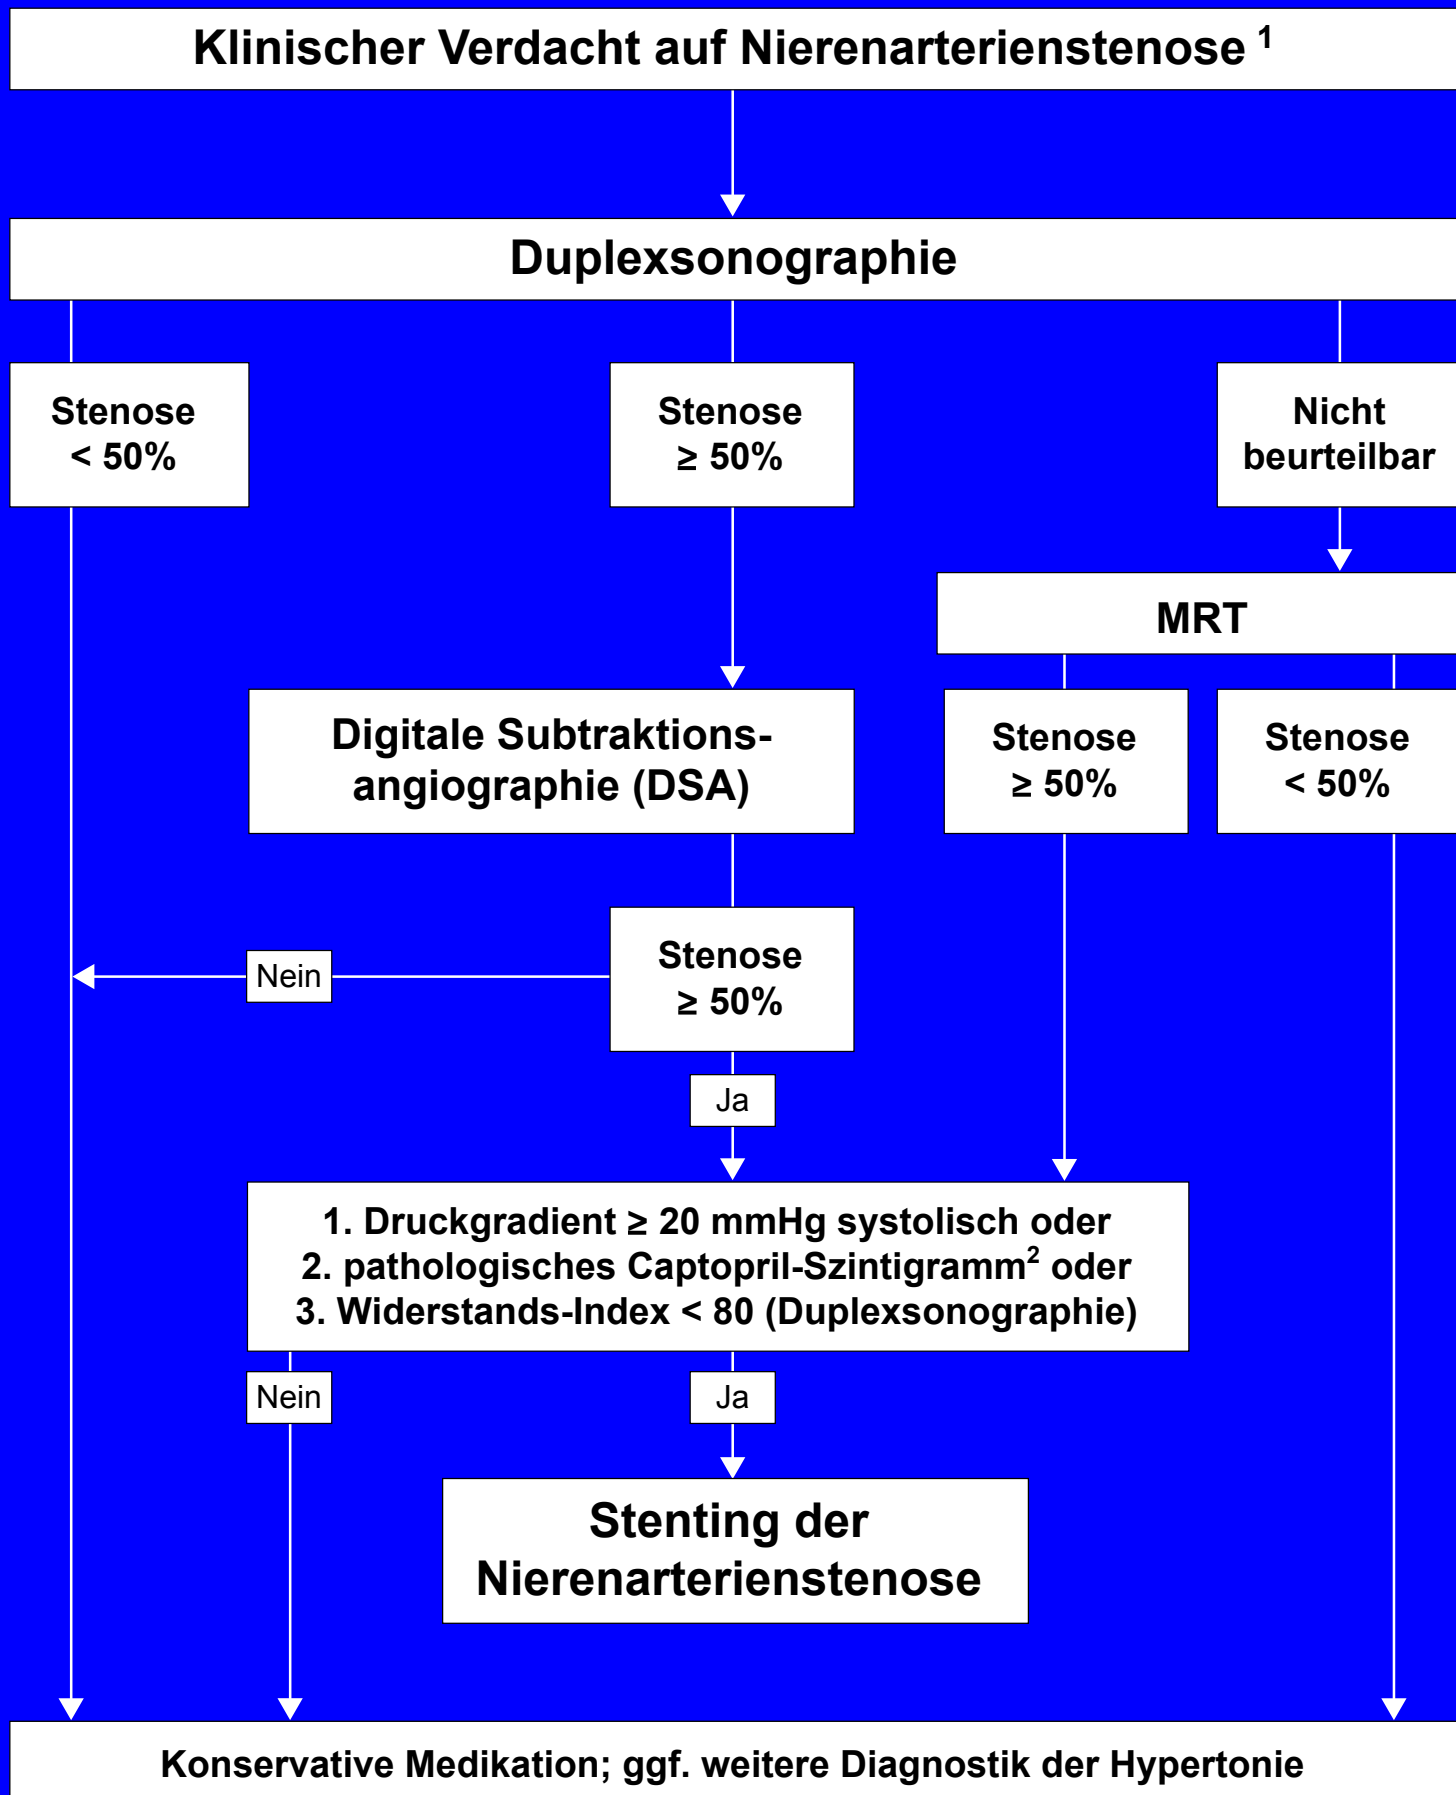 Klinischer Verdacht auf Nierenarterienstenose ¹
Duplexsonographie
Stenose
< 50%
Stenose
≥ 50%
Nicht
beurteilbar
MRT
Digitale Subtraktions-
angiographie (DSA)
Stenose
≥ 50%
Stenose
< 50%
Stenose
≥ 50%
Nein
Ja
1. Druckgradient ≥ 20 mmHg systolisch oder
2. pathologisches Captopril-Szintigramm² oder
3. Widerstands-Index < 80 (Duplexsonographie)
Nein
Ja
Stenting der
Nierenarterienstenose
Konservative Medikation; ggf. weitere Diagnostik der Hypertonie